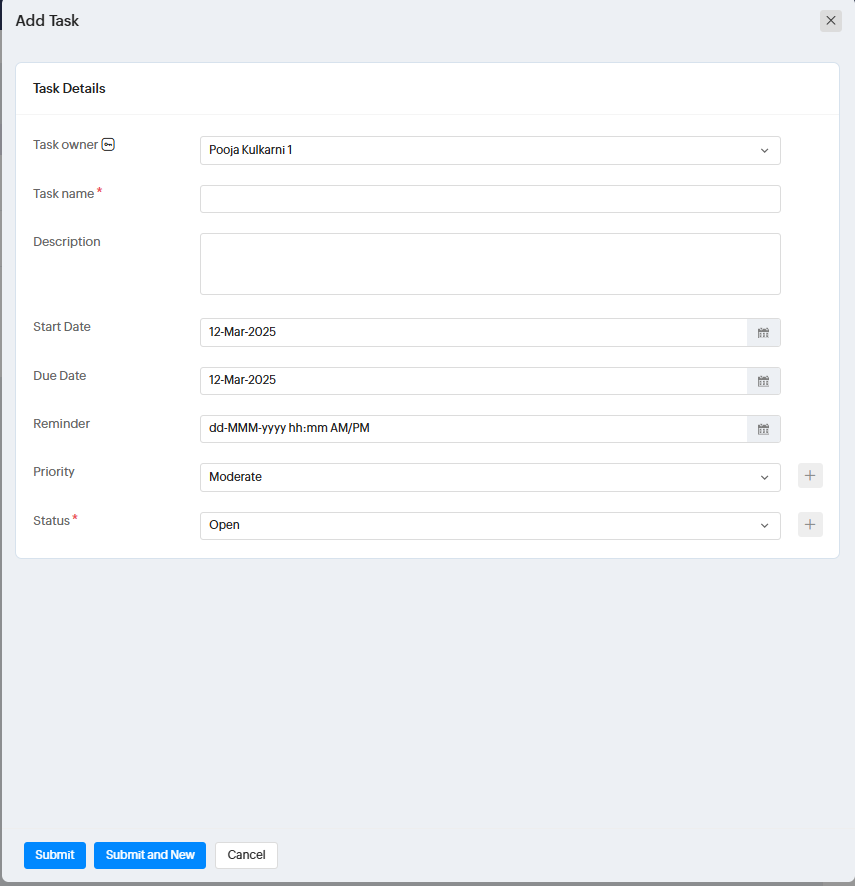 Add Task
Task Details
Task owner
Pooja Kulkarni 1
Task name *
Description
Start Date
12-Mar-2025
Due Date
12-Mar-2025
Reminder
dd-MMM-yyyy hh:mm AM/PM
Priority
Moderate
Status *
Open
Submit Submit and New Cancel